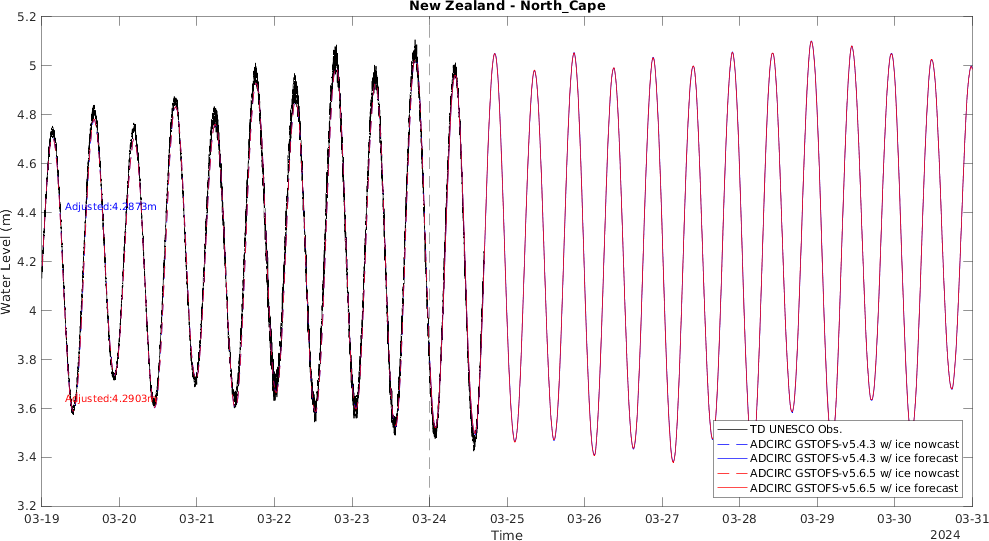 New Zealand - North_Cape
5.2
5
4.8
4.6
4.4
4.2
4
3.8
3.6
3.4
3.2
Water Level (m)
Adjusted:4.2873m
Adjusted:4.2903m
TD UNESCO Obs.
ADCIRC GSTOFS-v5.4.3 w/ ice nowcast
ADCIRC GSTOFS-v5.4.3 w/ ice forecast
ADCIRC GSTOFS-v5.6.5 w/ ice nowcast
ADCIRC GSTOFS-v5.6.5 w/ ice forecast
03-19 03-20 03-21 03-22 03-23 03-24 03-25 03-26 03-27 03-28 03-29 03-30 03-31
Time
2024